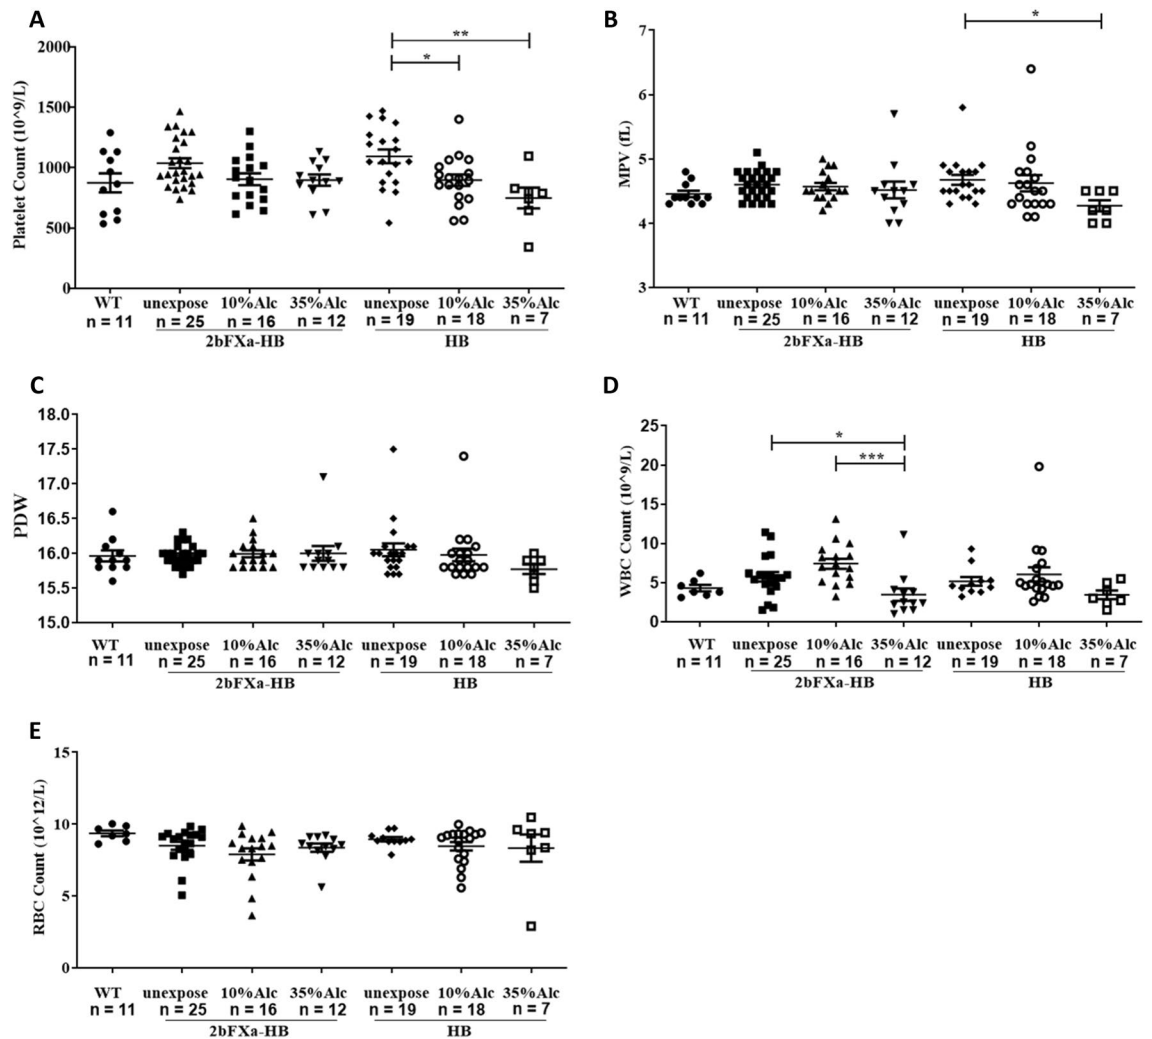 A
Platelet Count (10^9/L)
2000
1500
1000
500
0
**
*
WT unexpose 10%Alc 35%Alc unexpose 10%Alc 35%Alc
n = 11 n = 25 n = 16 n = 12 n = 19 n = 18 n = 7
2bFXa-HB HB
B
MPV (fL)
7
6
5
4
3
*
WT unexpose 10%Alc 35%Alc unexpose 10%Alc 35%Alc
n = 11 n = 25 n = 16 n = 12 n = 19 n = 18 n = 7
2bFXa-HB HB
C
PDW
18.0
17.5
17.0
16.5
16.0
15.5
15.0
WT unexpose 10%Alc 35%Alc unexpose 10%Alc 35%Alc
n = 11 n = 25 n = 16 n = 12 n = 19 n = 18 n = 7
2bFXa-HB HB
D
WBC Count (10^9/L)
25
20
15
10
5
0
*
***
WT unexpose 10%Alc 35%Alc unexpose 10%Alc 35%Alc
n = 11 n = 25 n = 16 n = 12 n = 19 n = 18 n = 7
2bFXa-HB HB
E
RBC Count (10^12/L)
15
10
5
0
WT unexpose 10%Alc 35%Alc unexpose 10%Alc 35%Alc
n = 11 n = 25 n = 16 n = 12 n = 19 n = 18 n = 7
2bFXa-HB HB